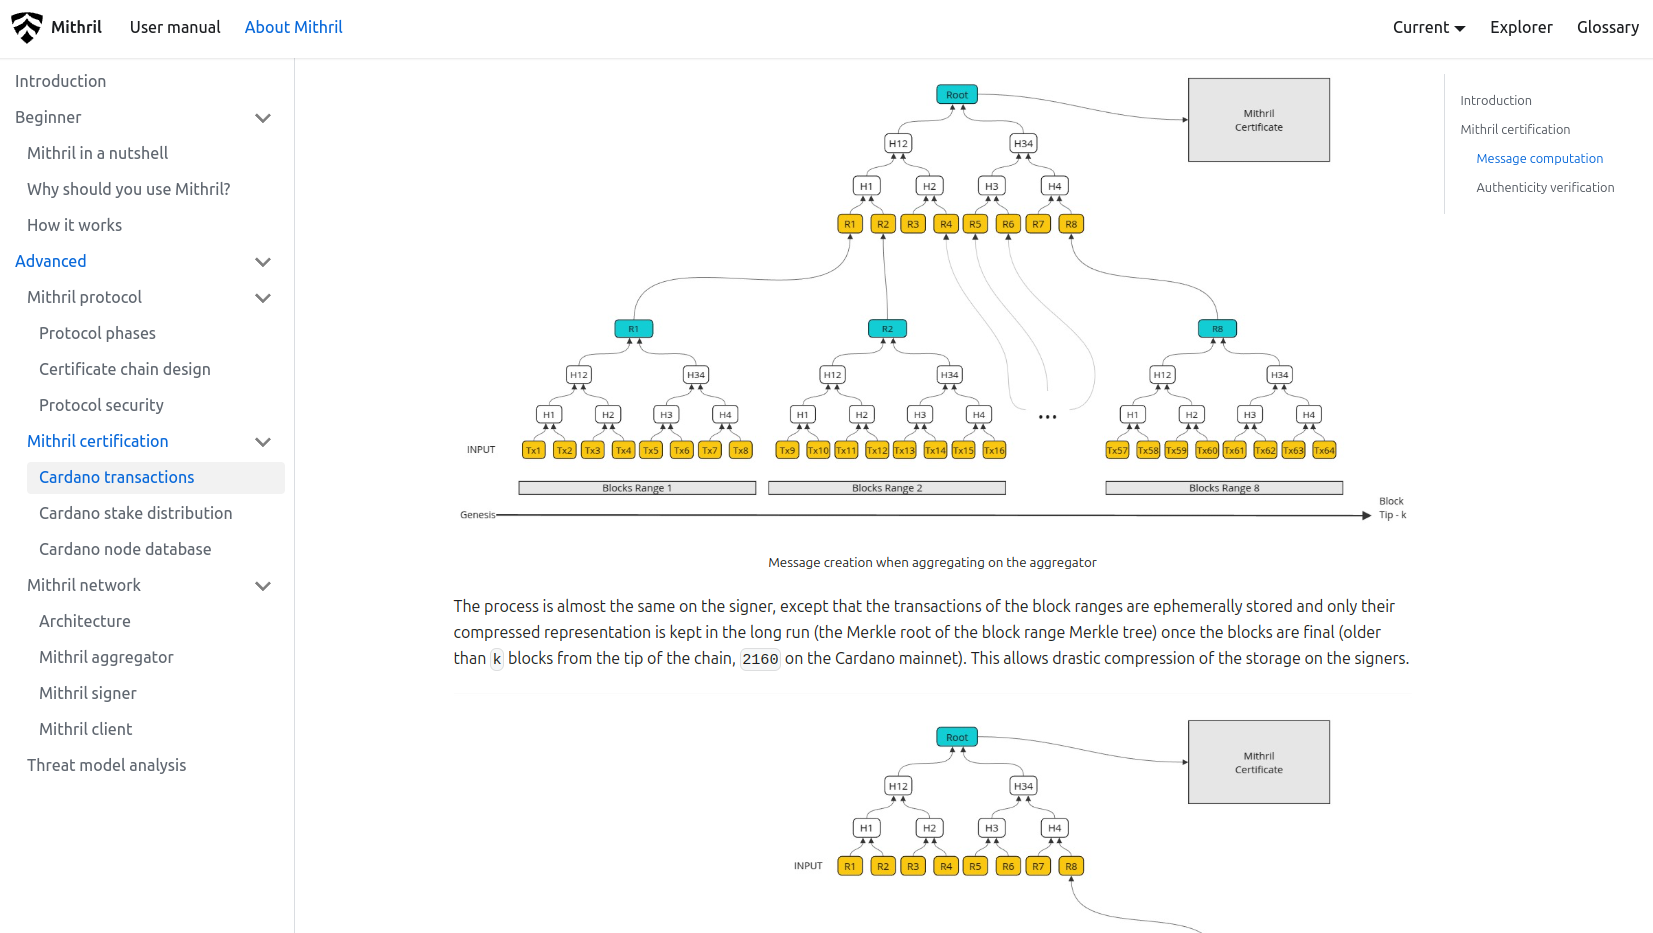 Mithril User manual About Mithril Current Explorer Glossary
Introduction
Beginner
Mithril in a nutshell
Why should you use Mithril?
How it works
Advanced
Mithril protocol
Protocol phases
Certificate chain design
Protocol security
Mithril certification
Cardano transactions
Cardano stake distribution
Cardano node database
Mithril network
Architecture
Mithril aggregator
Mithril signer
Mithril client
Threat model analysis
Root
Mithril
Certificate
H12 H34
H1 H2 H3 H4
R1 R2 R3 R4 R5 R6 R7 R8
R1 R2 R8
H12 H34 H12 H34 H12 H34
H1 H2 H3 H4 H1 H2 H3 H4 H1 H2 H3 H4
...
INPUT Tx1 Tx2 Tx3 Tx4 Tx5 Tx6 Tx7 Tx8 Tx9 Tx10 Tx11 Tx12 Tx13 Tx14 Tx15 Tx16 Tx57 Tx58 Tx59 Tx60 Tx61 Tx62 Tx63 Tx64
Blocks Range 1 Blocks Range 2 Blocks Range 8
Genesis Block
Tip - k
Message creation when aggregating on the aggregator
The process is almost the same on the signer, except that the transactions of the block ranges are ephemerally stored and only their
compressed representation is kept in the long run (the Merkle root of the block range Merkle tree) once the blocks are final (older
than k blocks from the tip of the chain, 2160 on the Cardano mainnet). This allows drastic compression of the storage on the signers.
Root
Mithril
Certificate
H12 H34
H1 H2 H3 H4
INPUT R1 R2 R3 R4 R5 R6 R7 R8
Introduction
Mithril certification
Message computation
Authenticity verification